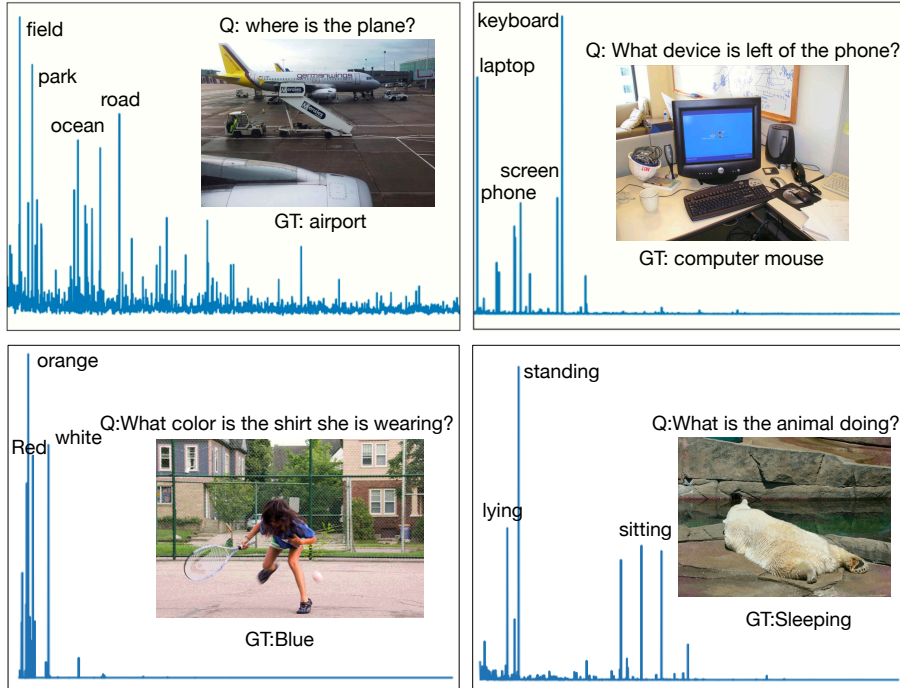 field
Q: where is the plane?
park
road
ocean
germanwings
Menzies
GT: airport
keyboard
Q: What device is left of the phone?
laptop
screen
phone
GT: computer mouse
orange
Q:What color is the shirt she is wearing?
Red
white
GT:Blue
standing
Q:What is the animal doing?
lying
sitting
GT:Sleeping